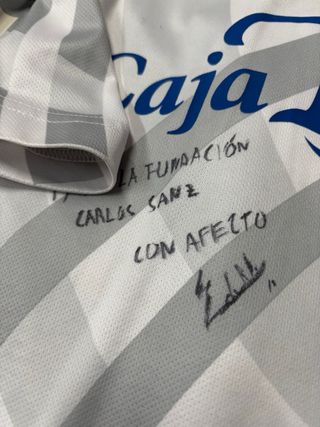 Caja
LA FUNDACIÓN
CARLOS SANZ
CON AFECTO